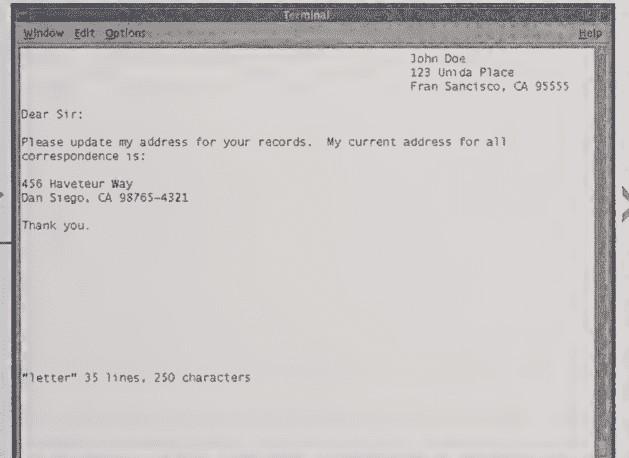 Terminal
Window Edit Options Help
John Doe
123 Unida Place
Fran Sancisco, CA 95555
Dear Sir:
Please update my address for your records. My current address for all
correspondence is:
456 Haveteur Way
Dan Siego, CA 98765-4321
Thank you.
"letter" 35 lines, 250 characters